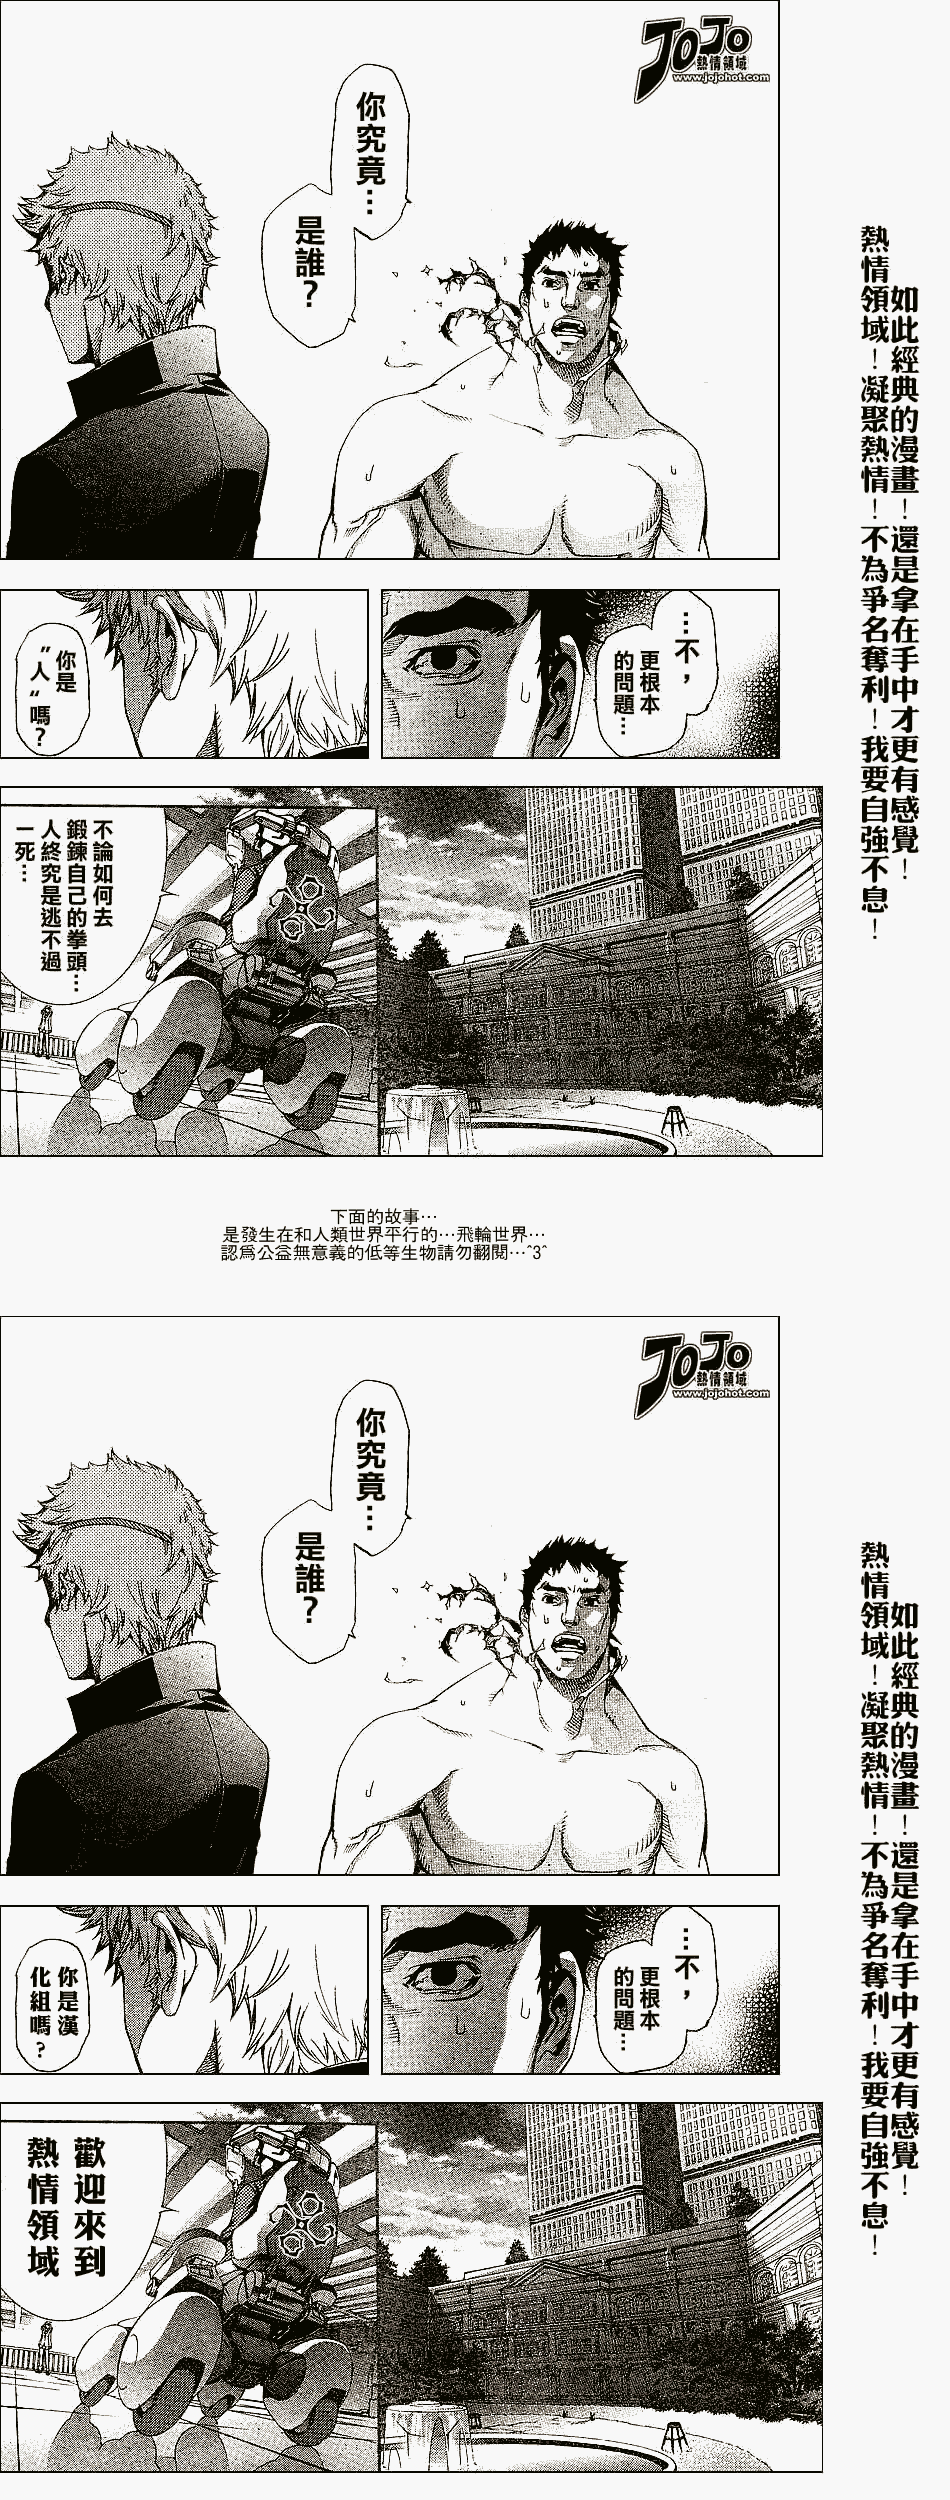 JOJO
熱情領域
www.jojohot.com
你究竟…
是誰？
如此經典的漫畫！還是拿在手中才更有感覺！
熱情領域！凝聚熱情！不為爭名奪利！我要自強不息！
…不，
更根本
的問題…
你是
“人”嗎？
不論如何去
鍛鍊自己的拳頭…
人終究是逃不過
一死…
下面的故事…
是發生在和人類世界平行的…飛輪世界…
認爲公益無意義的低等生物請勿翻閱…^3^
JOJO
熱情領域
www.jojohot.com
你究竟…
是誰？
如此經典的漫畫！還是拿在手中才更有感覺！
熱情領域！凝聚熱情！不為爭名奪利！我要自強不息！
…不，
更根本
的問題…
你是漢
化組嗎？
歡迎來到
熱情領域